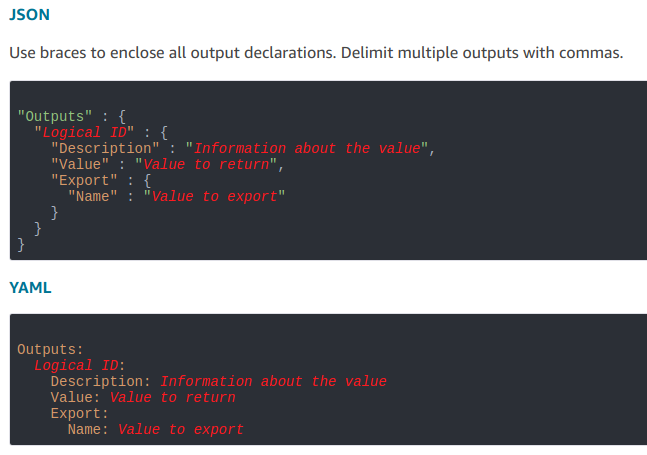 JSON
Use braces to enclose all output declarations. Delimit multiple outputs with commas.
"Outputs" : {
  "Logical ID" : {
    "Description" : "Information about the value",
    "Value" : "Value to return",
    "Export" : {
      "Name" : "Value to export"
    }
  }
}
YAML
Outputs:
  Logical ID:
    Description: Information about the value
    Value: Value to return
    Export:
      Name: Value to export